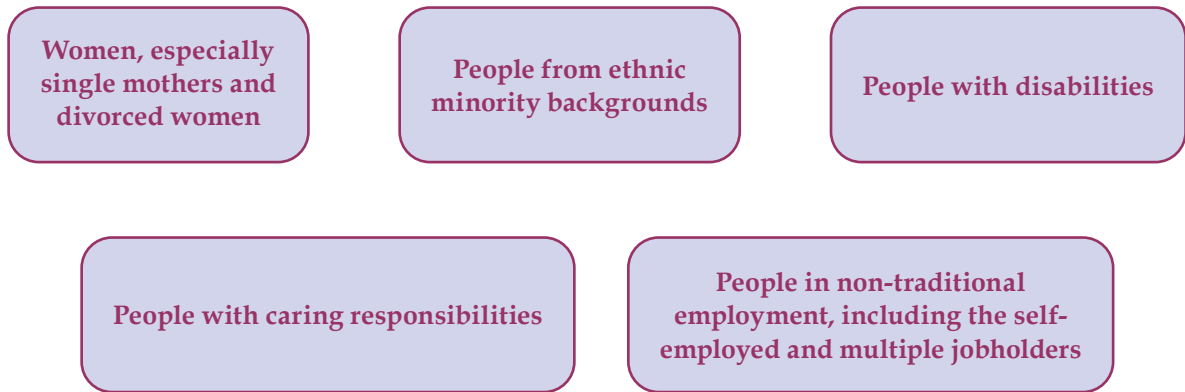 Women, especially
single mothers and
divorced women
People from ethnic
minority backgrounds
People with disabilities
People with caring responsibilities
People in non-traditional
employment, including the self-
employed and multiple jobholders